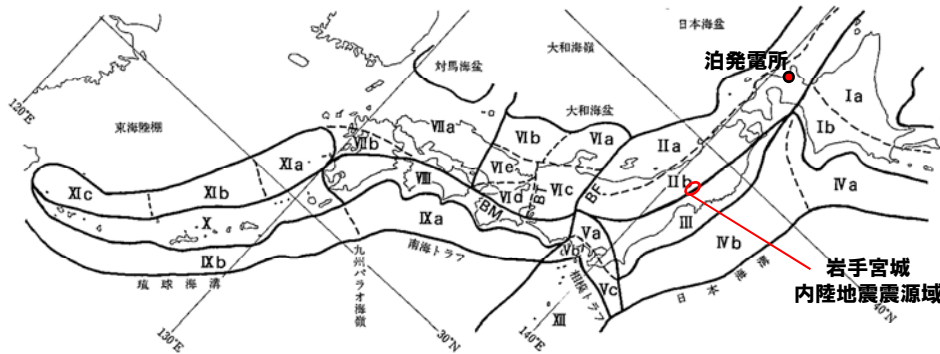 日本海盆
大和海嶺
対馬海盆
泊発電所
120°E
東海陸棚
大和海盆
Ⅰa
Ⅰb
Ⅱa
Ⅱb
Ⅲ
Ⅳa
Ⅳb
Ⅴa
Ⅴb
Ⅴc
Ⅵa
Ⅵb
Ⅵc
Ⅵd
Ⅵe
Ⅶa
Ⅶb
Ⅷ
Ⅸa
Ⅸb
Ⅹ
Ⅺa
Ⅺb
Ⅺc
Ⅻ
BT
BF
BM
南海トラフ
琉球海溝
九州パラオ海嶺
相模トラフ
日本海溝
岩手宮城
内陸地震震源域
130°E
30°N
140°E
40°N